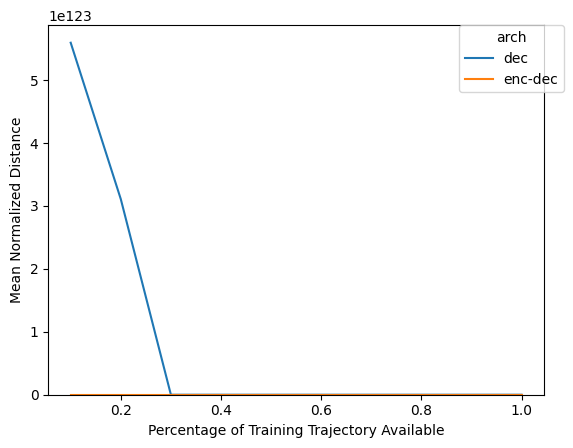 1e123
arch
dec
enc-dec
5
4
3
2
1
0
Mean Normalized Distance
0.2
0.4
0.6
0.8
1.0
Percentage of Training Trajectory Available